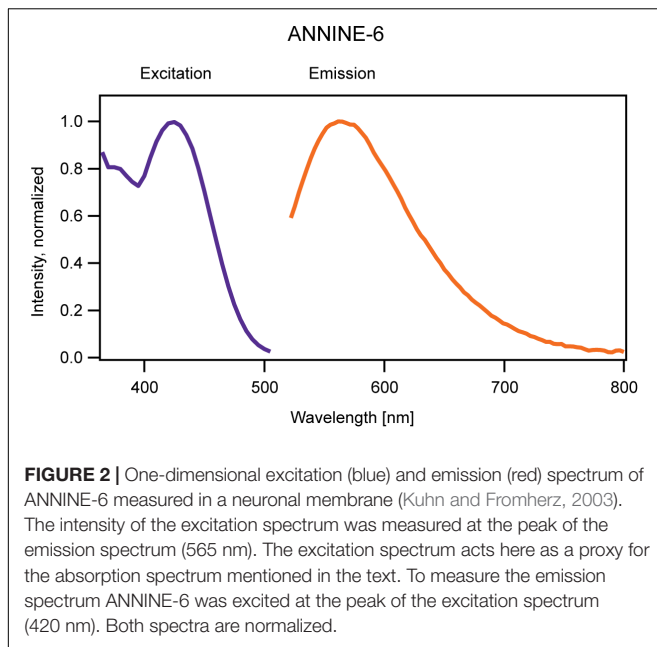 ANNINE-6
Excitation
Emission
1.0
0.8
0.6
0.4
0.2
0.0
Intensity, normalized
400
500
600
700
800
Wavelength [nm]
FIGURE 2 | One-dimensional excitation (blue) and emission (red) spectrum of
ANNINE-6 measured in a neuronal membrane (Kuhn and Fromherz, 2003).
The intensity of the excitation spectrum was measured at the peak of the
emission spectrum (565 nm). The excitation spectrum acts here as a proxy for
the absorption spectrum mentioned in the text. To measure the emission
spectrum ANNINE-6 was excited at the peak of the excitation spectrum
(420 nm). Both spectra are normalized.